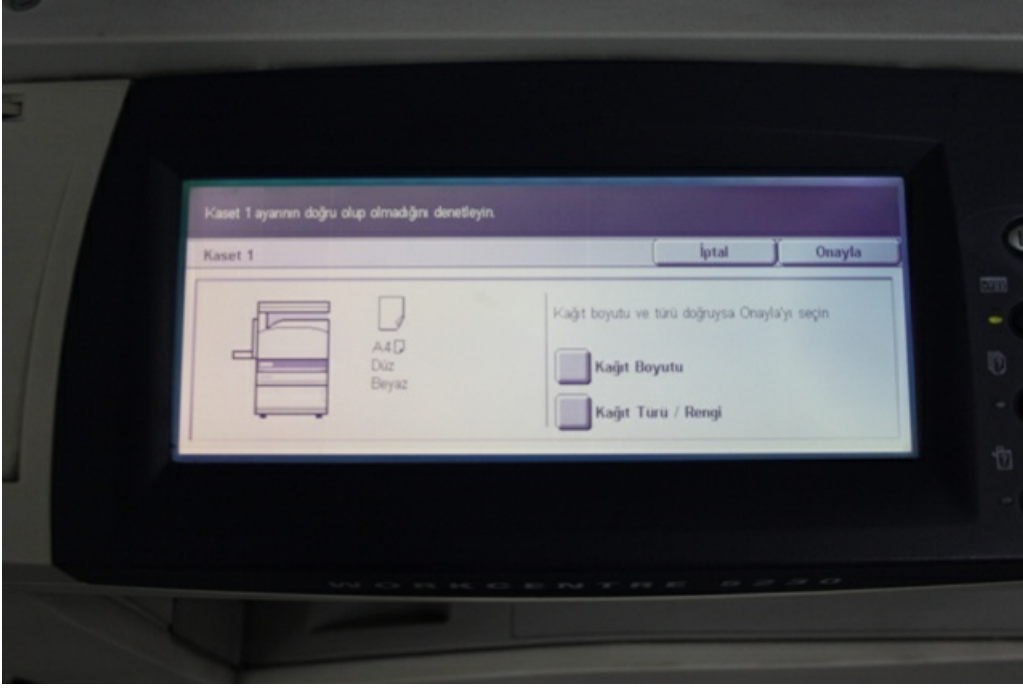 Kaset 1 ayarının doğru olup olmadığını denetleyin.
Kaset 1
İptal
Onayla
A4
Düz
Beyaz
Kağıt boyutu ve türü doğruysa Onayla'yı seçin
Kağıt Boyutu
Kağıt Türü / Rengi
WORKCENTRE 5230